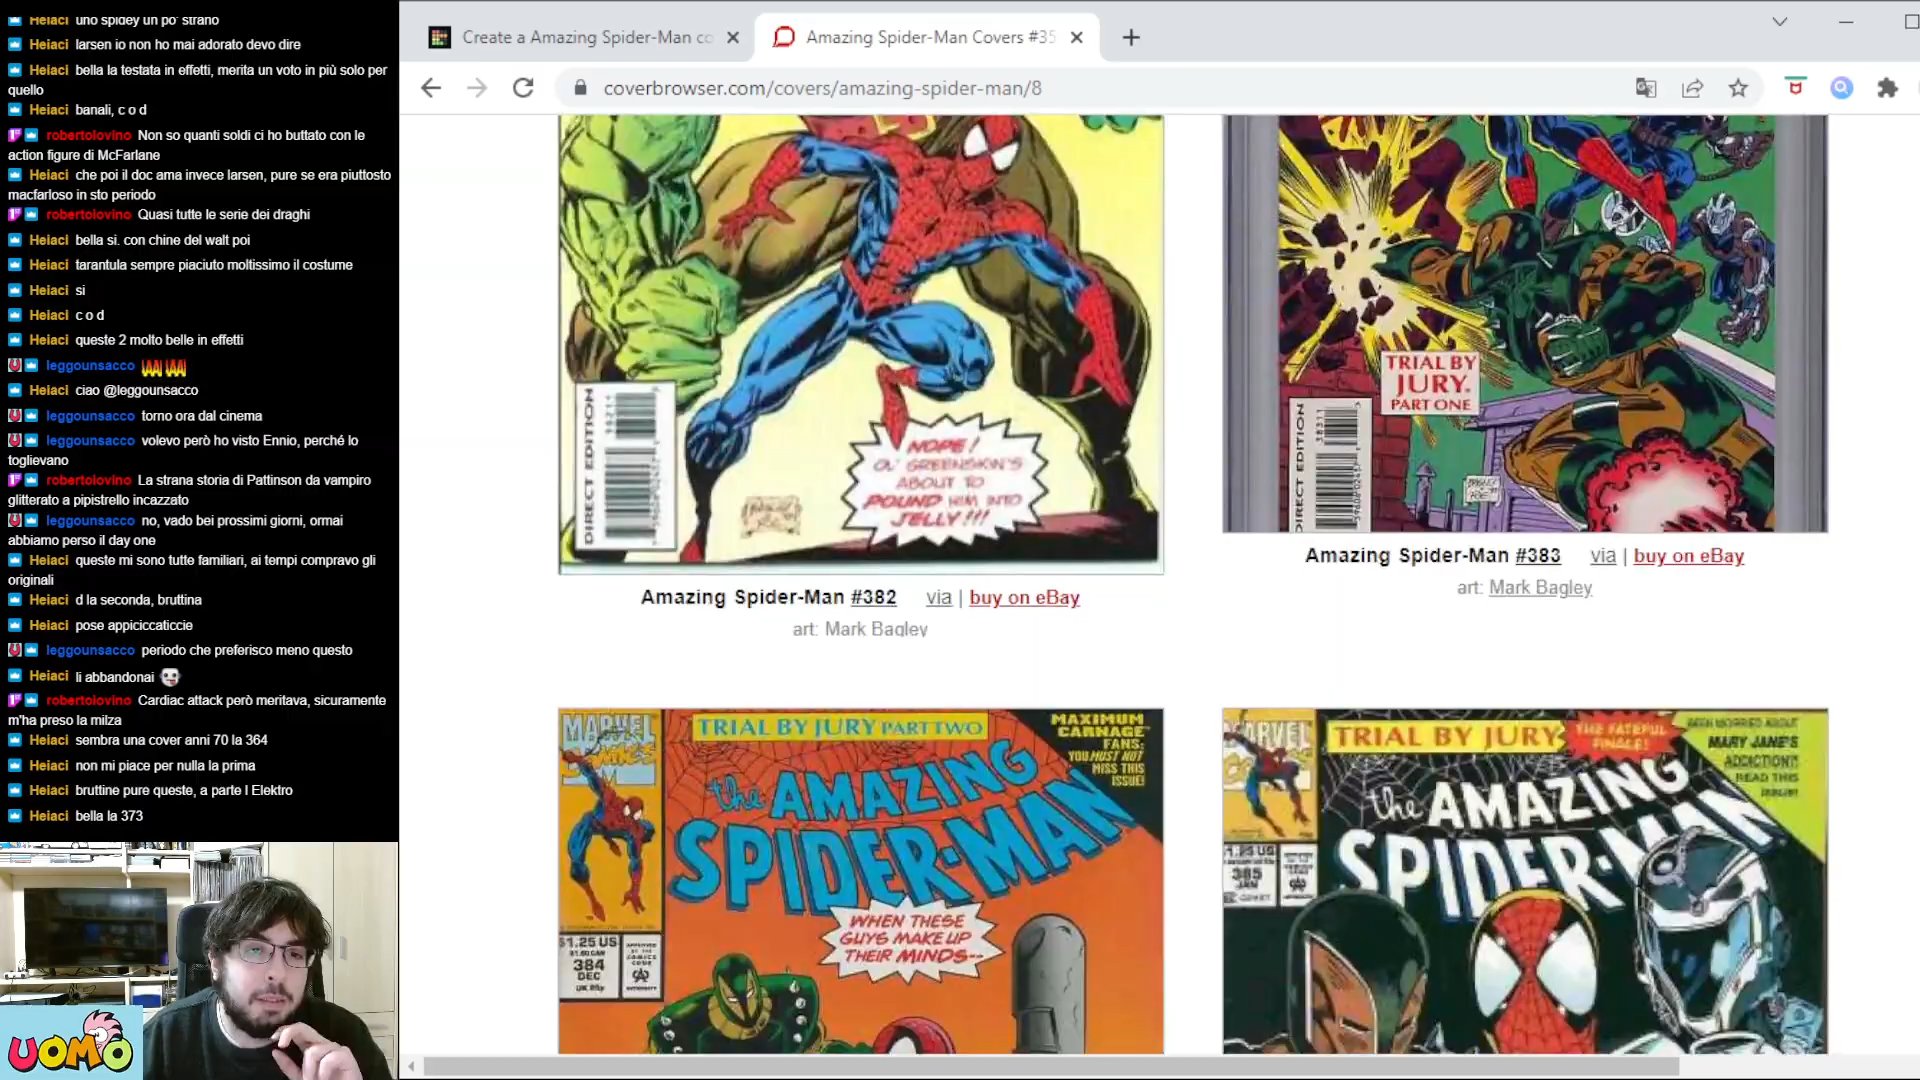 Heiaci uno spidey un po' strano
Heiaci larsen io non ho mai adorato devo dire
Heiaci bella la testata in effetti, merita un voto in più solo per
quello
Heiaci banali, c o d
robertolovino Non so quanti soldi ci ho buttato con le
action figure di McFarlane
Heiaci che poi il doc ama invece larsen, pure se era piuttosto
macfarloso in sto periodo
robertolovino Quasi tutte le serie dei draghi
Heiaci bella si. con chine del walt poi
Heiaci tarantula sempre piaciuto moltissimo il costume
Heiaci si
Heiaci c o d
Heiaci queste 2 molto belle in effetti
leggounsacco
Heiaci ciao @leggounsacco
leggounsacco torno ora dal cinema
leggounsacco volevo però ho visto Ennio, perché lo
toglievano
robertolovino La strana storia di Pattinson da vampiro
glitterato a pipistrello incazzato
leggounsacco no, vado bei prossimi giorni, ormai
abbiamo perso il day one
Heiaci queste mi sono tutte familiari, ai tempi compravo gli
originali
Heiaci d la seconda, bruttina
Heiaci pose appiciccaticcie
leggounsacco periodo che preferisco meno questo
Heiaci li abbandonai
robertolovino Cardiac attack però meritava, sicuramente
m'ha preso la milza
Heiaci sembra una cover anni 70 la 364
Heiaci non mi piace per nulla la prima
Heiaci bruttine pure queste, a parte l Elektro
Heiaci bella la 373
UOMO
Create a Amazing Spider-Man co
Amazing Spider-Man Covers #35
coverbrowser.com/covers/amazing-spider-man/8
DIRECT EDITION
NOPE!
OL' GREENSKIN'S
ABOUT TO
POUND HIM INTO
JELLY!!!
Amazing Spider-Man #382 via | buy on eBay
art: Mark Bagley
TRIAL BY
JURY.
PART ONE
DIRECT EDITION
Amazing Spider-Man #383 via | buy on eBay
art: Mark Bagley
MARVEL
COMICS
TRIAL BY JURY PART TWO
MAXIMUM
CARNAGE
FANS:
YOU MUST NOT
MISS THIS
ISSUE!
the AMAZING
SPIDER-MAN
WHEN THESE
GUYS MAKE UP
THEIR MINDS--
$1.25 US
384
DEC
MARVEL
TRIAL BY JURY
THE FATEFUL
FINALE!
MARY JANE'S
ADDICTION?
READ THIS
the AMAZING
SPIDER-MAN
$1.25 US
385
JAN